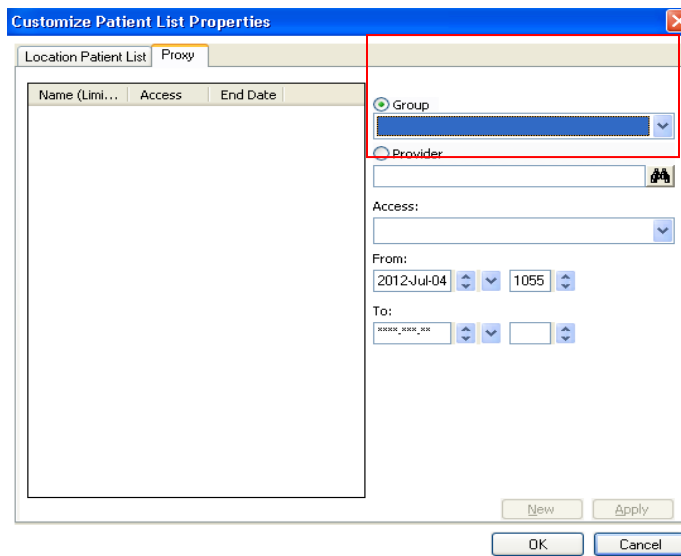 Customize Patient List Properties
Location Patient List Proxy
Name (Limi... Access End Date
Group
Provider
Access:
From:
2012-Jul-04 1055
To:
****-***-**
New Apply
OK Cancel